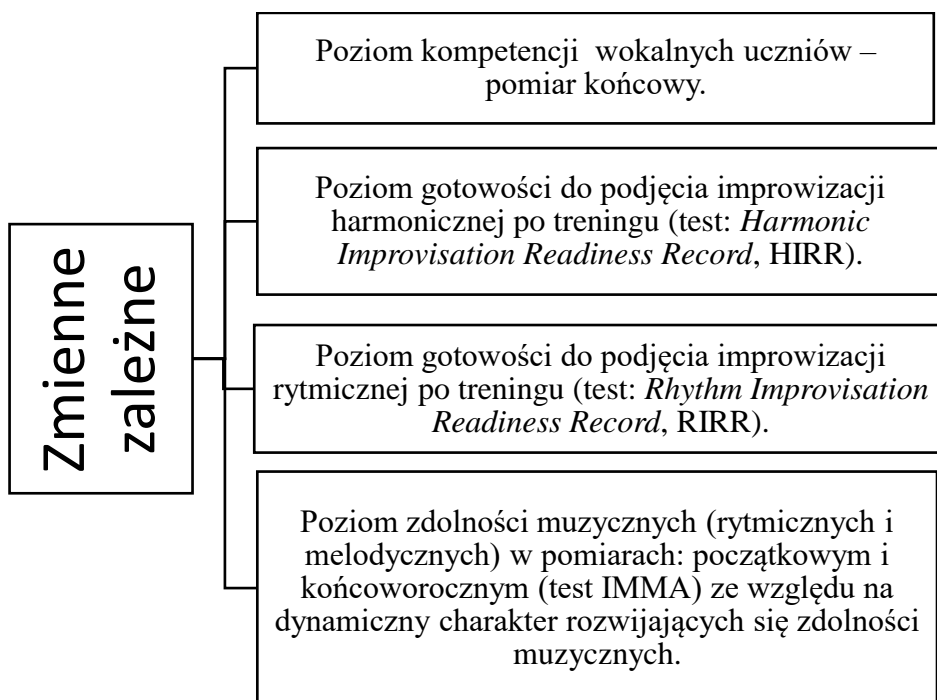 Zmienne
zależne
Poziom kompetencji wokalnych uczniów –
pomiar końcowy.
Poziom gotowości do podjęcia improwizacji
harmonicznej po treningu (test: Harmonic
Improvisation Readiness Record, HIRR).
Poziom gotowości do podjęcia improwizacji
rytmicznej po treningu (test: Rhythm Improvisation
Readiness Record, RIRR).
Poziom zdolności muzycznych (rytmicznych i
melodycznych) w pomiarach: początkowym i
końcoworocznym (test IMMA) ze względu na
dynamiczny charakter rozwijających się zdolności
muzycznych.